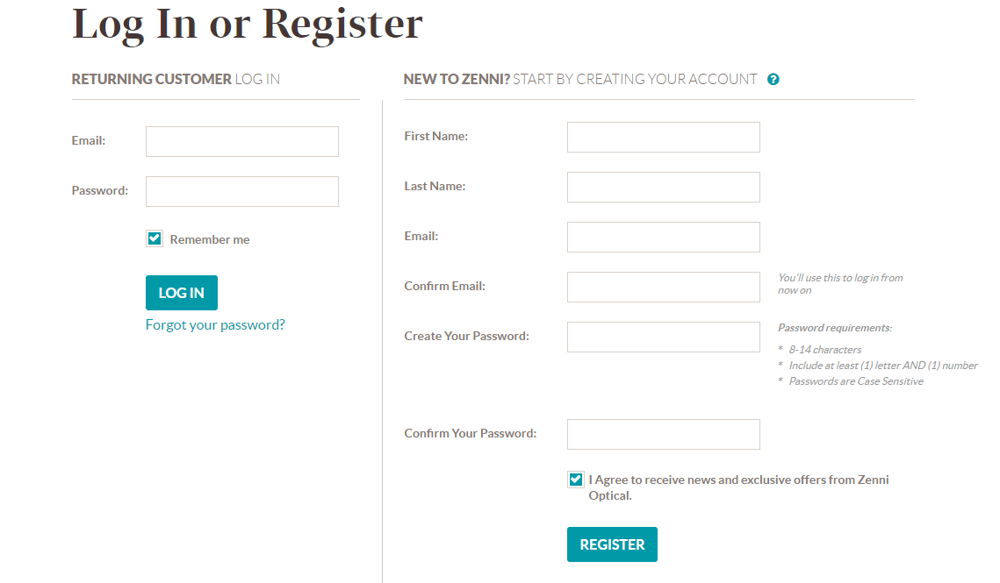 Log In or Register
RETURNING CUSTOMER LOG IN
Email:
Password:
Remember me
LOG IN
Forgot your password?
NEW TO ZENNI? START BY CREATING YOUR ACCOUNT ?
First Name:
Last Name:
Email:
Confirm Email:
You'll use this to log in from
now on
Create Your Password:
Password requirements:
* 8-14 characters
* Include at least (1) letter AND (1) number
* Passwords are Case Sensitive
Confirm Your Password:
I Agree to receive news and exclusive offers from Zenni
Optical.
REGISTER